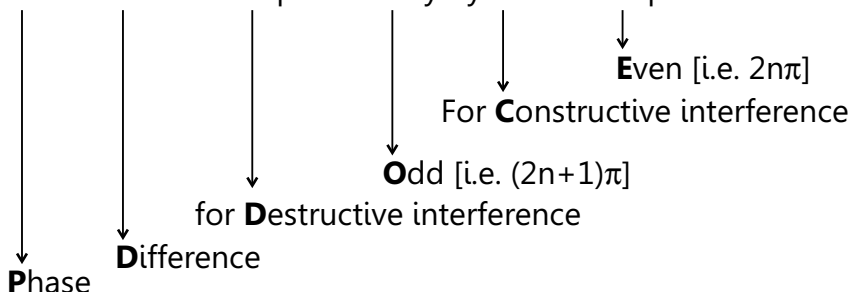 Even [i.e. 2nπ]
For Constructive interference
Odd [i.e. (2n+1)π]
for Destructive interference
Difference
Phase